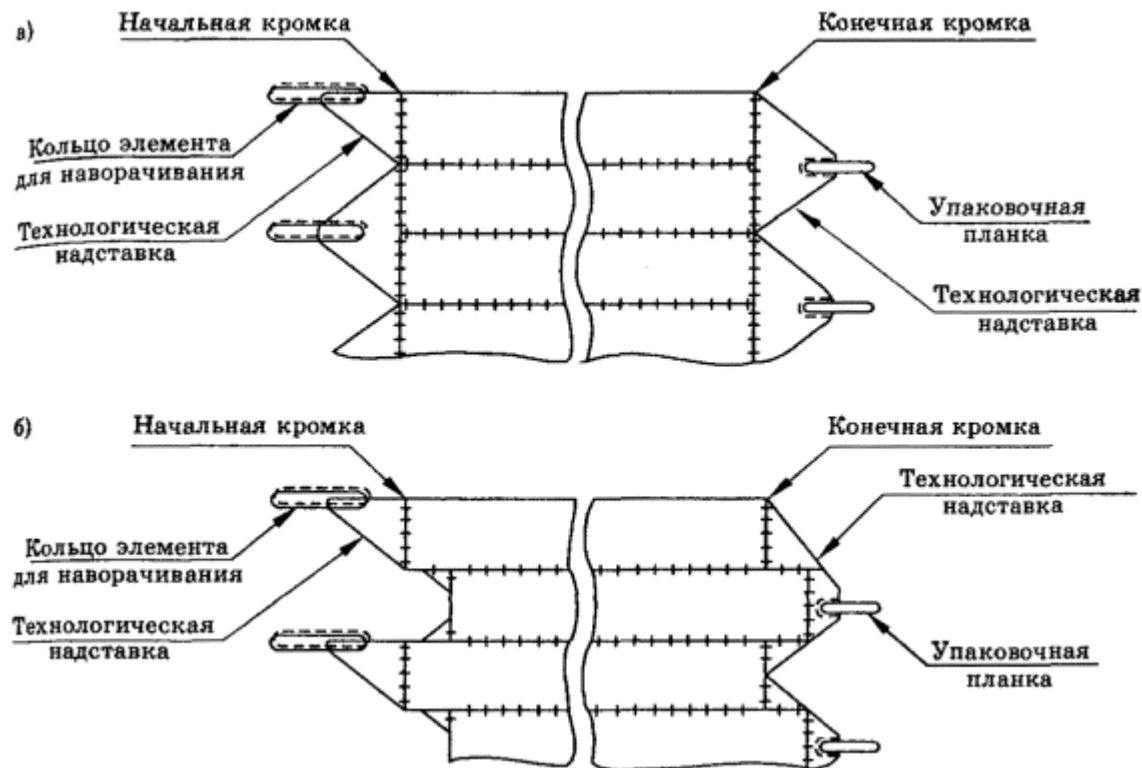 а)
Начальная кромка
Конечная кромка
Кольцо элемента
для наворачивания
Технологическая
надставка
Упаковочная
планка
Технологическая
надставка
б)
Начальная кромка
Конечная кромка
Технологическая
надставка
Кольцо элемента
для наворачивания
Технологическая
надставка
Упаковочная
планка